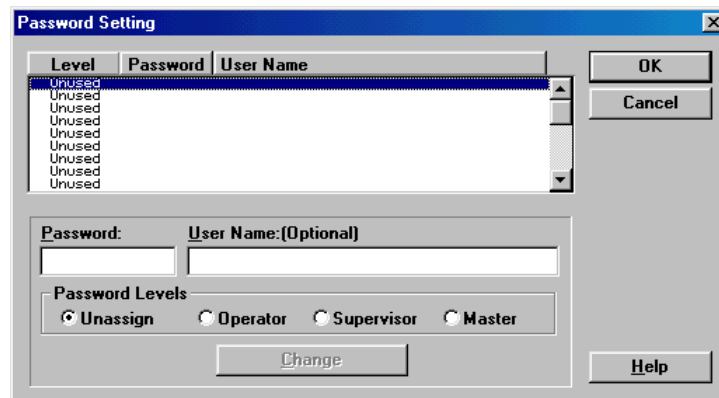 Password Setting
Level Password User Name
Unused
Unused
Unused
Unused
Unused
Unused
Unused
Unused
Unused
OK
Cancel
Password:
User Name:(Optional)
Password Levels
Unassign Operator Supervisor Master
Change
Help